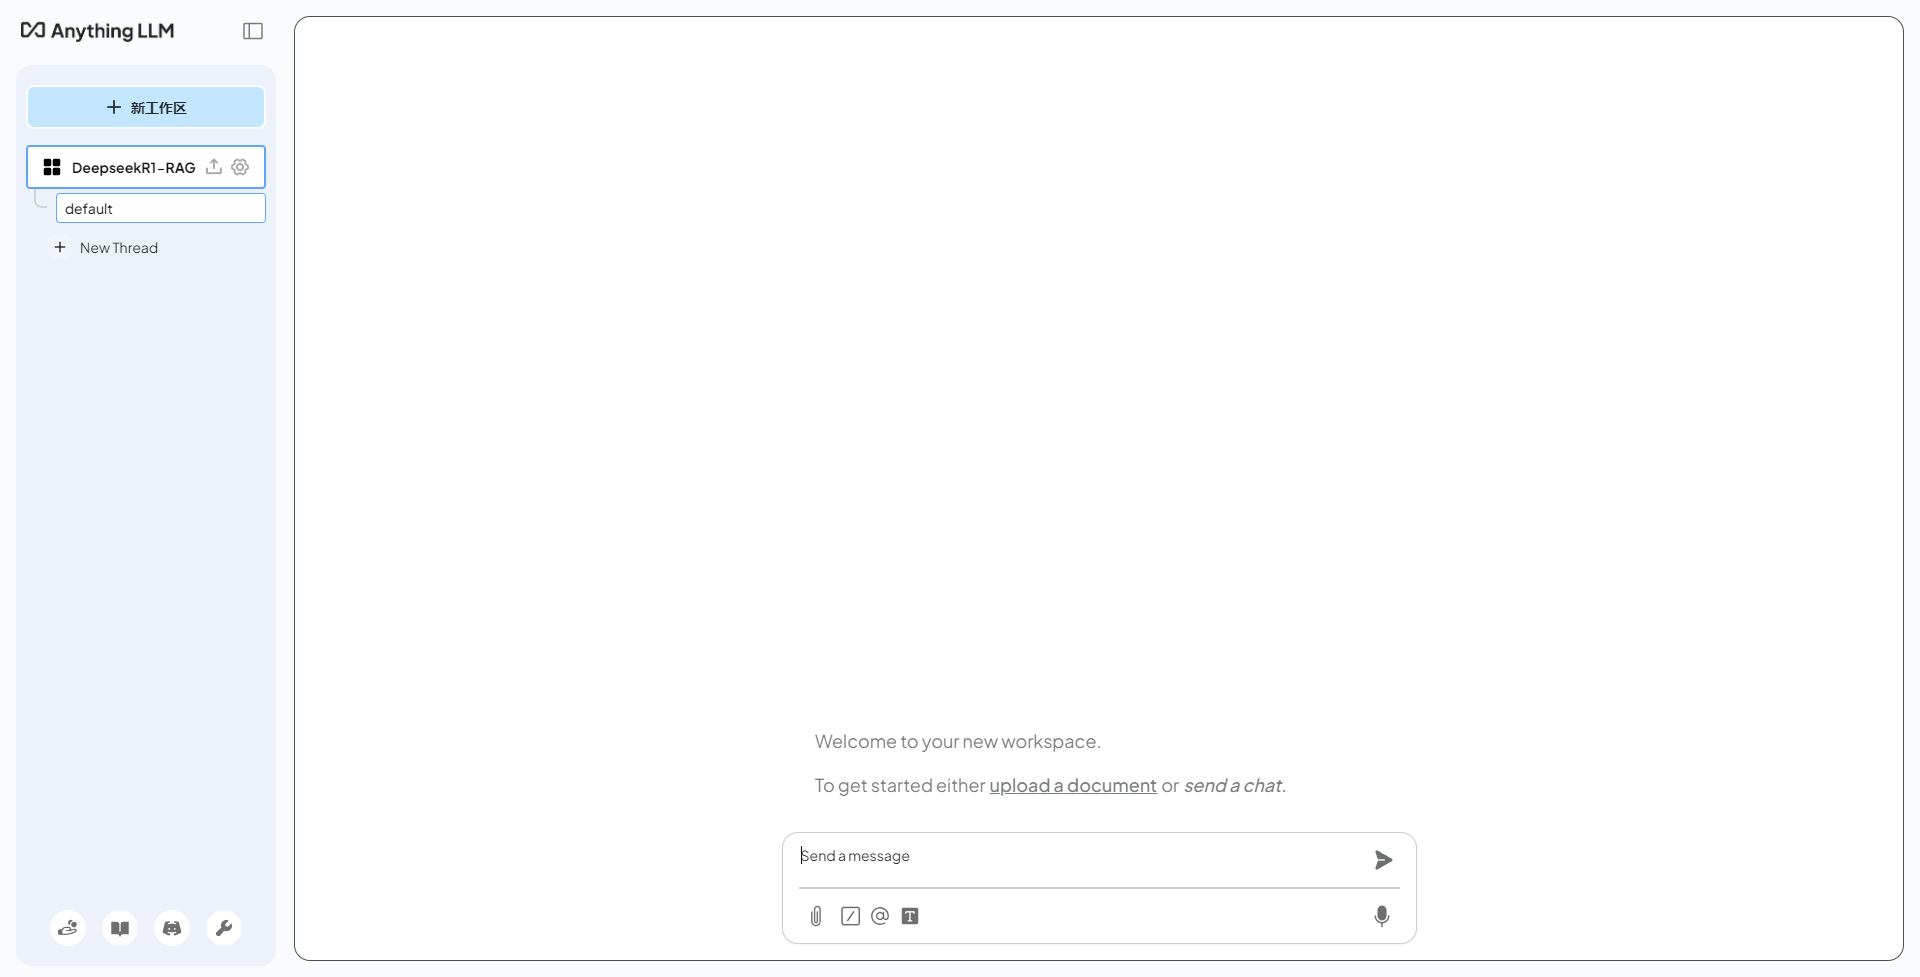 Anything LLM
新工作区
DeepseekR1-RAG
default
New Thread
Welcome to your new workspace.
To get started either upload a document or send a chat.
Send a message